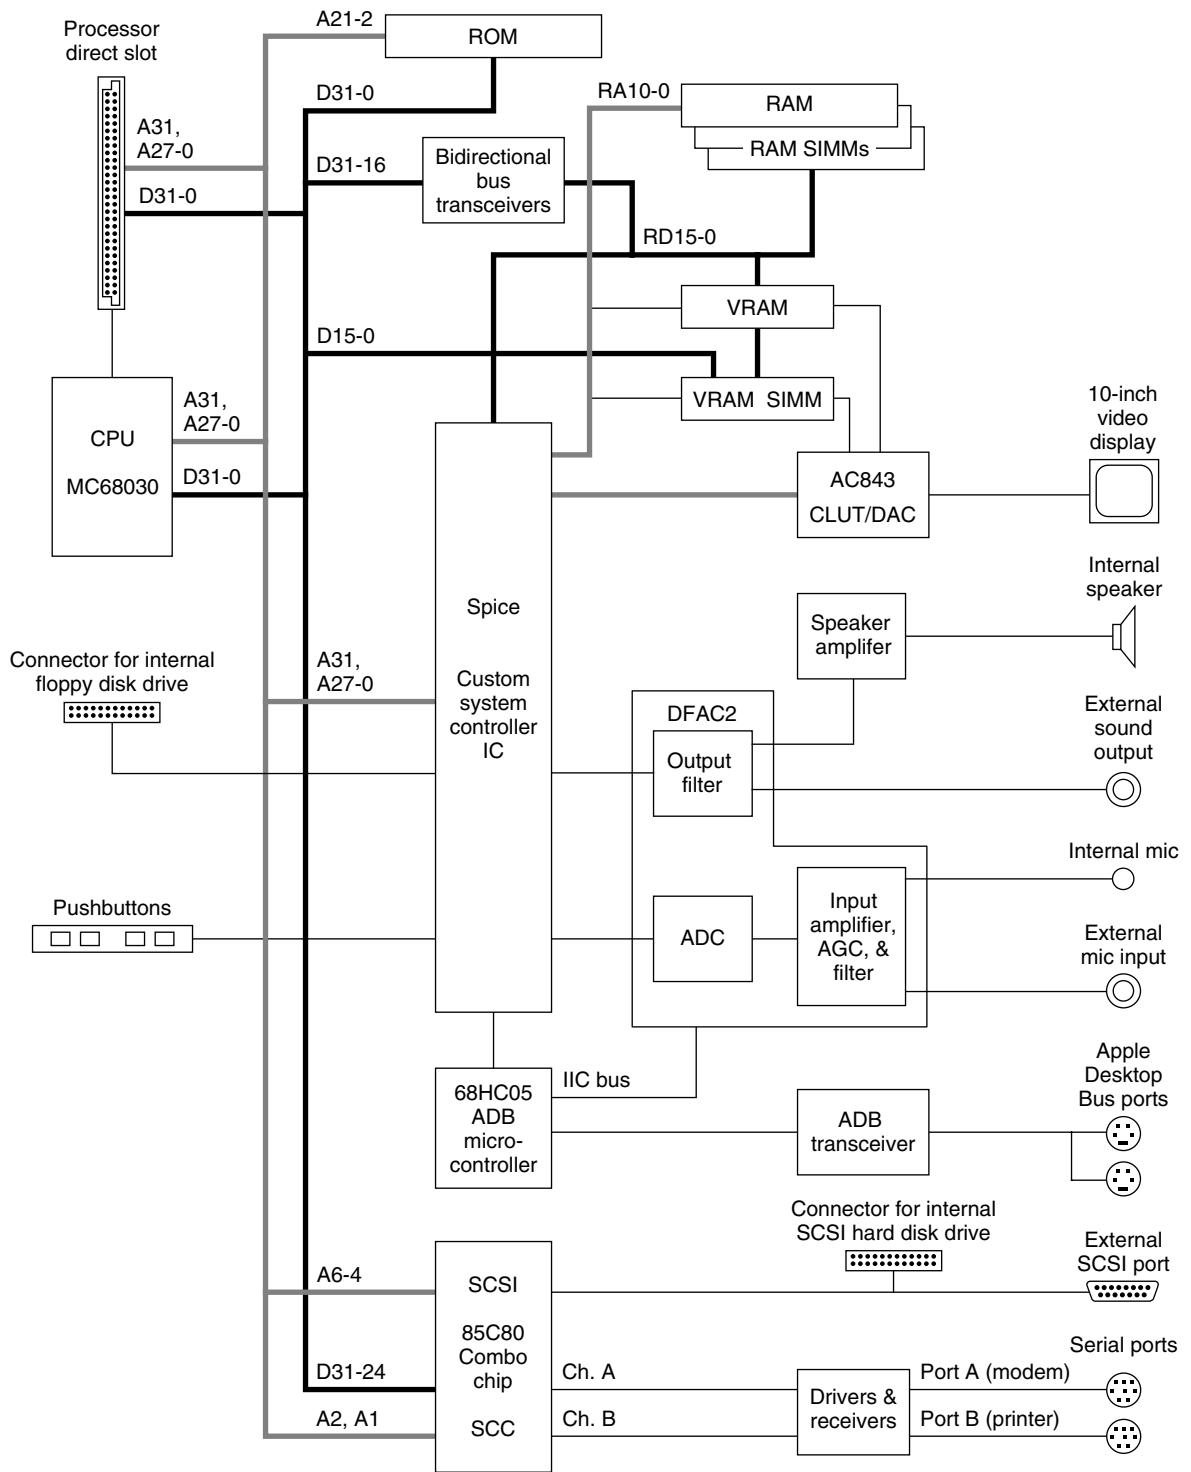 A21-2
ROM
Processor
direct slot
D31-0
RA10-0
RAM
RAM SIMMs
A31,
A27-0
D31-16
Bidirectional
bus
transceivers
D31-0
RD15-0
VRAM
D15-0
VRAM SIMM
10-inch
video
display
CPU
MC68030
A31,
A27-0
D31-0
AC843
CLUT/DAC
Internal
speaker
Spice
Custom
system
controller
IC
Speaker
amplifer
Connector for internal
floppy disk drive
A31,
A27-0
DFAC2
Output
filter
External
sound
output
Internal mic
Pushbuttons
ADC
Input
amplifier,
AGC, &
filter
External
mic input
68HC05
ADB
micro-
controller
IIC bus
ADB
transceiver
Apple
Desktop
Bus ports
Connector for internal
SCSI hard disk drive
External
SCSI port
A6-4
SCSI
85C80
Combo
chip
SCC
Serial ports
D31-24
Ch. A
Drivers &
receivers
Port A (modem)
A2, A1
Ch. B
Port B (printer)